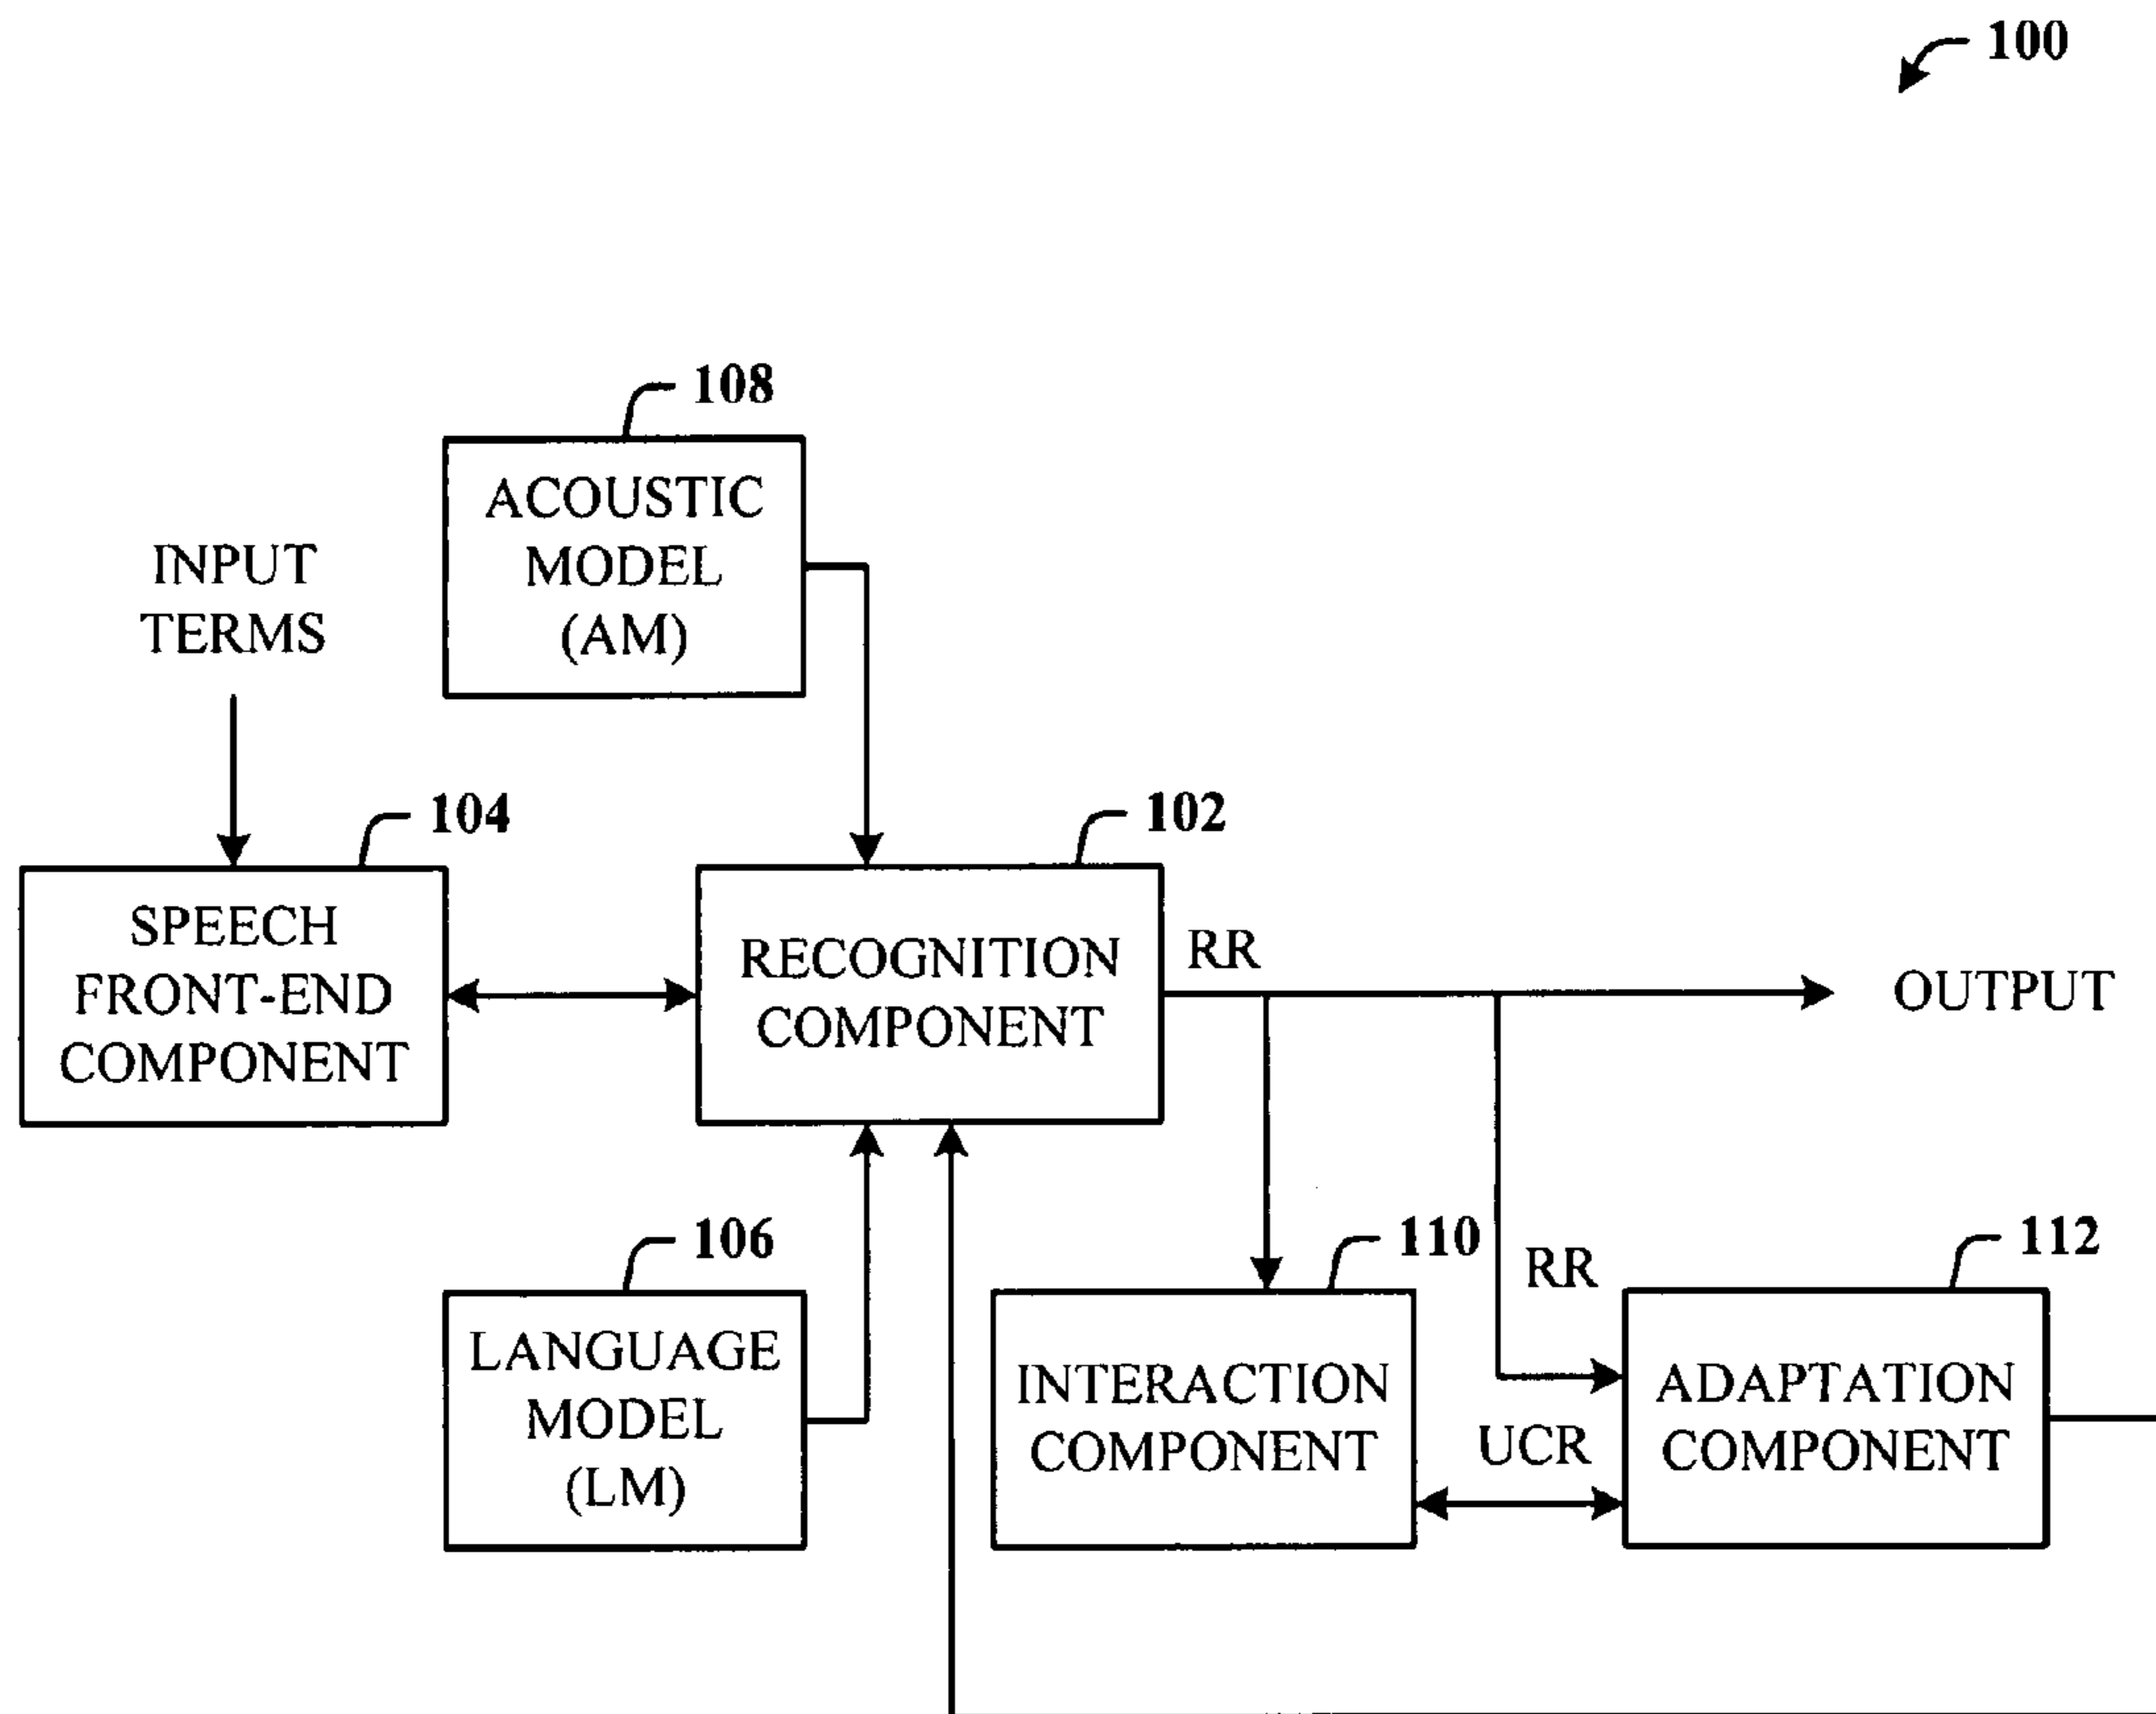 100
108
ACOUSTIC
MODEL
(AM)
INPUT
TERMS
104
102
SPEECH
FRONT-END
COMPONENT
RECOGNITION
COMPONENT
RR
OUTPUT
106
110
RR
112
LANGUAGE
MODEL
(LM)
INTERACTION
COMPONENT
UCR
ADAPTATION
COMPONENT